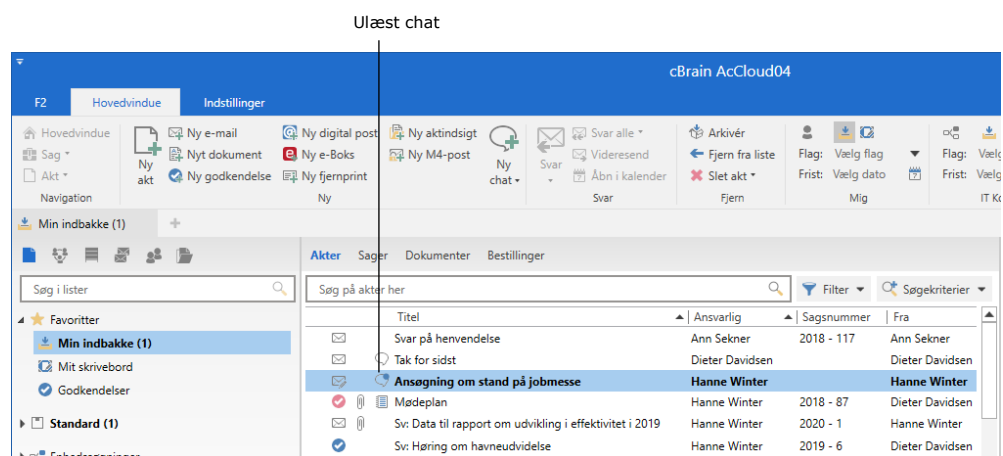 Ulæst chat
cBrain AcCloud04
F2 Hovedvindue Indstillinger
Hovedvindue Ny e-mail Ny digital post Ny aktindsigt Svar alle Arkivér
Sag Nyt dokument Ny e-Boks Ny M4-post Videresend Fjern fra liste Flag: Vælg flag Flag: Vælg
Akt Ny akt Ny godkendelse Ny fjernprint Ny chat Svar Åbn i kalender Slet akt Frist: Vælg dato Frist: Vælg
Navigation Ny Svar Fjern Mig IT Ko
Min indbakke (1) +
Akter Sager Dokumenter Bestillinger
Søg i lister Søg på akter her Filter Søgekriterier
Favoritter Titel Ansvarlig Sagsnummer Fra
Min indbakke (1) Svar på henvendelse Ann Sekner 2018 - 117 Ann Sekner
Mit skrivebord Tak for sidst Dieter Davidsen Dieter Davidsen
Godkendelser Ansøgning om stand på jobmesse Hanne Winter Hanne Winter
Mødeplan Hanne Winter 2018 - 87 Dieter Davidsen
Standard (1) Sv: Data til rapport om udvikling i effektivitet i 2019 Hanne Winter 2020 - 1 Hanne Winter
Sv: Høring om havneudvidelse Hanne Winter 2019 - 6 Dieter Davidsen